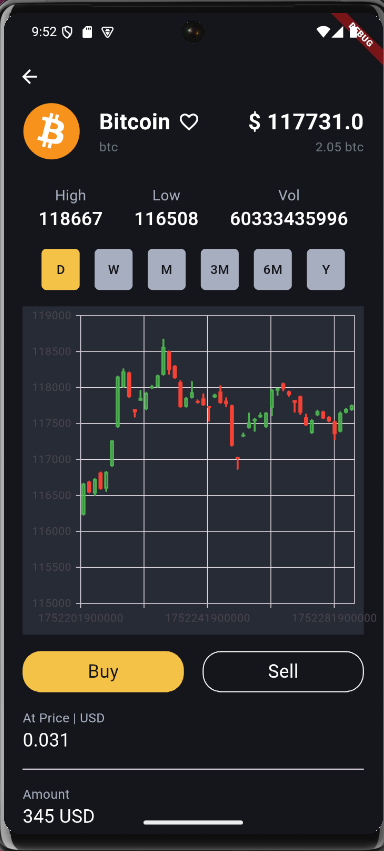 9:52
DEBUG
Bitcoin $ 117731.0
btc 2.05 btc
High Low Vol
118667 116508 60333435996
D W M 3M 6M Y
119000
118500
118000
117500
117000
116500
116000
115500
115000
1752201900000 1752241900000 1752281900000
Buy Sell
At Price | USD
0.031
Amount
345 USD